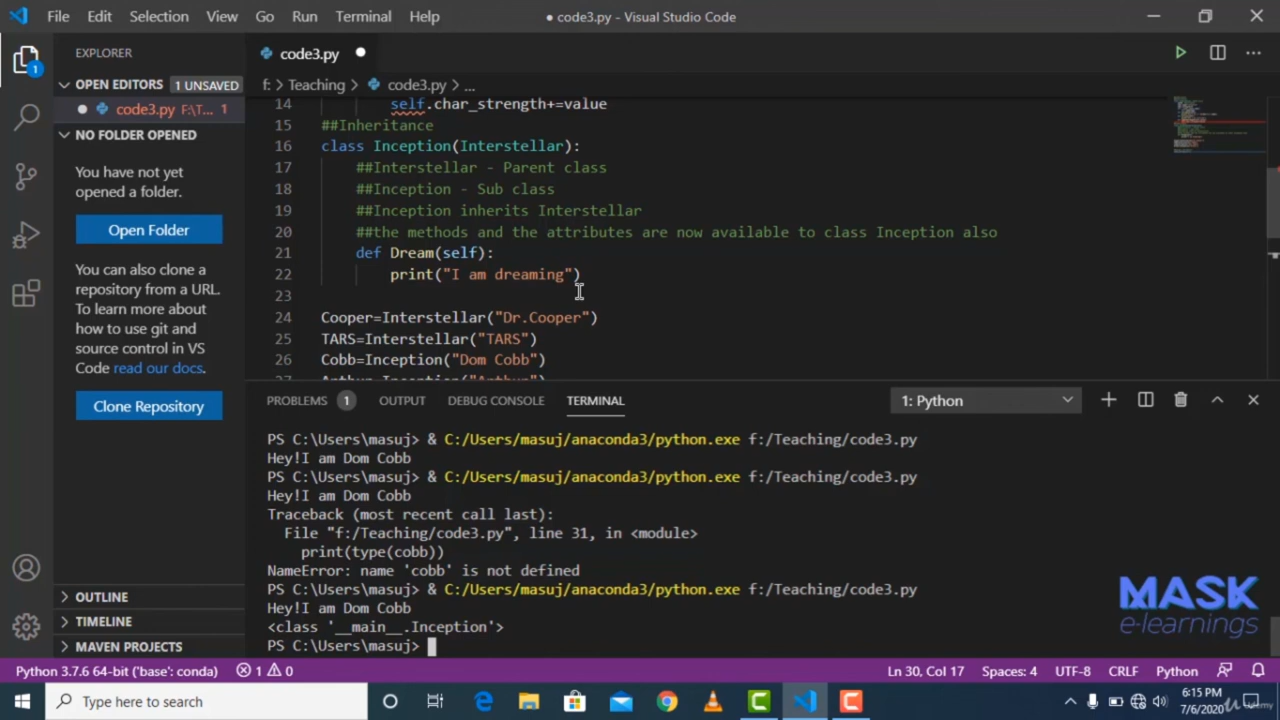 File Edit Selection View Go Run Terminal Help
● code3.py - Visual Studio Code
EXPLORER
OPEN EDITORS 1 UNSAVED
code3.py F:\T... 1
NO FOLDER OPENED
You have not yet
opened a folder.
Open Folder
You can also clone a
repository from a URL.
To learn more about
how to use git and
source control in VS
Code read our docs.
Clone Repository
OUTLINE
TIMELINE
MAVEN PROJECTS
1
code3.py
f: > Teaching > code3.py > ...
14 self.char_strength+=value
15 ##Inheritance
16 class Inception(Interstellar):
17 ##Interstellar - Parent class
18 ##Inception - Sub class
19 ##Inception inherits Interstellar
20 ##the methods and the attributes are now available to class Inception also
21 def Dream(self):
22 print("I am dreaming")
23
24 Cooper=Interstellar("Dr.Cooper")
25 TARS=Interstellar("TARS")
26 Cobb=Inception("Dom Cobb")
27 Arthur=Inception("Arthur")
PROBLEMS 1 OUTPUT DEBUG CONSOLE TERMINAL 1: Python
PS C:\Users\masuj> & C:/Users/masuj/anaconda3/python.exe f:/Teaching/code3.py
Hey!I am Dom Cobb
PS C:\Users\masuj> & C:/Users/masuj/anaconda3/python.exe f:/Teaching/code3.py
Hey!I am Dom Cobb
Traceback (most recent call last):
File "f:/Teaching/code3.py", line 31, in <module>
print(type(cobb))
NameError: name 'cobb' is not defined
PS C:\Users\masuj> & C:/Users/masuj/anaconda3/python.exe f:/Teaching/code3.py
Hey!I am Dom Cobb
<class '__main__.Inception'>
PS C:\Users\masuj>
MASK
e-learnings
Python 3.7.6 64-bit ('base': conda) 1 0 Ln 30, Col 17 Spaces: 4 UTF-8 CRLF Python
Type here to search
6:15 PM
7/6/2020
Udemy